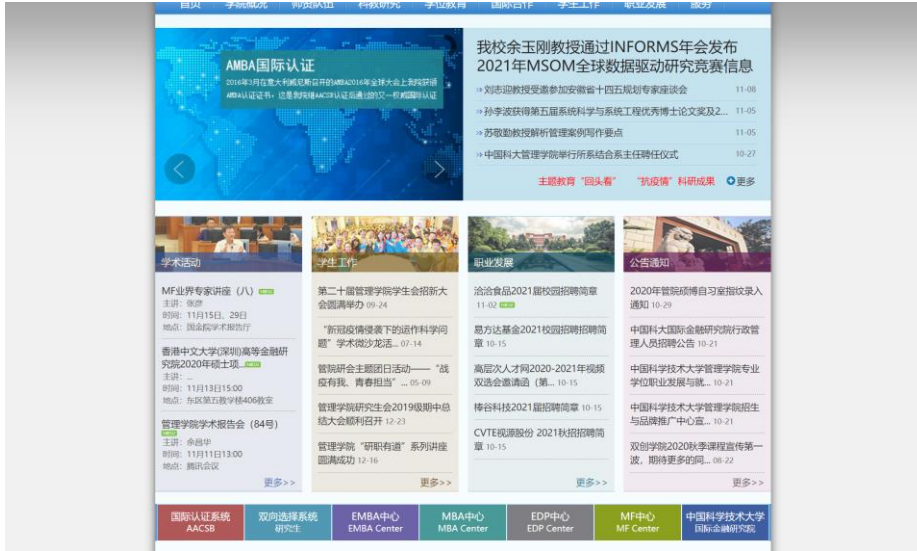 首页 学院概况 师资队伍 科教研究 学位教育 国际合作 学生工作 职业发展 服务
AMBA国际认证
2016年3月在意大利威尼斯召开的AMBA2016年全球大会上我院获颁
AMBA认证证书，这是我院继AACSB认证后通过的又一权威国际认证
我校余玉刚教授通过INFORMS年会发布
2021年MSOM全球数据驱动研究竞赛信息
刘志迎教授受邀参加安徽省十四五规划专家座谈会 11-08
孙李波获得第五届系统科学与系统工程优秀博士论文奖及2... 11-05
苏敬勤教授解析管理案例写作要点 11-05
中国科大管理学院举行所系结合系主任聘任仪式 10-27
主题教育“回头看” “抗疫情”科研成果 更多
学术活动
MF业界专家讲座（八）
主讲：张彦
时间：11月15日、29日
地点：国金院学术报告厅
香港中文大学(深圳)高等金融研
究院2020年硕士项...
主讲：..
时间：11月13日15:00
地点：东区第五教学楼406教室
管理学院学术报告会（84号）
主讲：余昌华
时间：11月11日13:00
地点：腾讯会议
更多>>
学生工作
第二十届管理学院学生会招新大
会圆满举办 09-24
“新冠疫情侵袭下的运作科学问
题”学术微沙龙活... 07-14
管院研会主题团日活动——“战
疫有我、青春担当”... 05-09
管理学院研究生会2019级期中总
结大会顺利召开 12-23
管理学院“研职有道”系列讲座
圆满成功 12-16
更多>>
职业发展
洽洽食品2021届校园招聘简章
11-02
易方达基金2021校园招聘招聘简
章 10-15
高层次人才网2020-2021年视频
双选会邀请函（第... 10-15
棒谷科技2021届招聘简章 10-15
CVTE视源股份 2021秋招招聘简
章 10-15
更多>>
公告通知
2020年管院硕博自习室指纹录入
通知 10-29
中国科大国际金融研究院行政管
理人员招聘公告 10-21
中国科学技术大学管理学院专业
学位职业发展与就... 10-21
中国科学技术大学管理学院招生
与品牌推广中心宣... 10-21
双创学院2020秋季课程宣传第一
波，期待更多的同... 08-22
更多>>
国际认证系统 双向选择系统 EMBA中心 MBA中心 EDP中心 MF中心 中国科学技术大学
AACSB 研究生 EMBA Center MBA Center EDP Center MF Center 国际金融研究院